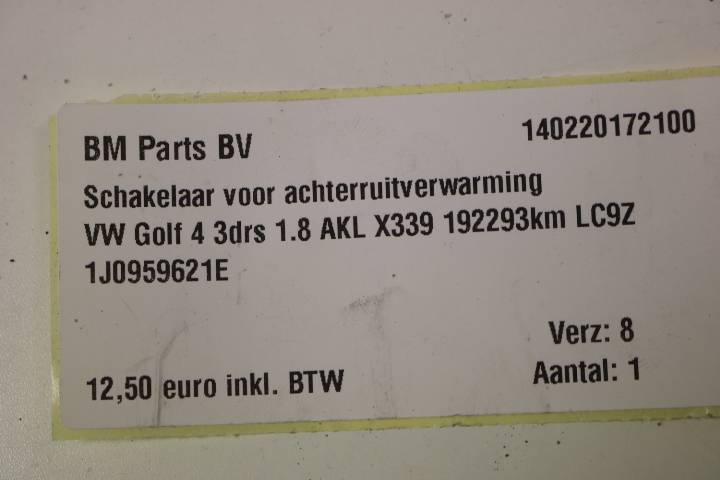 BM Parts BV
140220172100
Schakelaar voor achterruitverwarming
VW Golf 4 3drs 1.8 AKL X339 192293km LC9Z
1J0959621E
Verz: 8
12,50 euro inkl. BTW
Aantal: 1